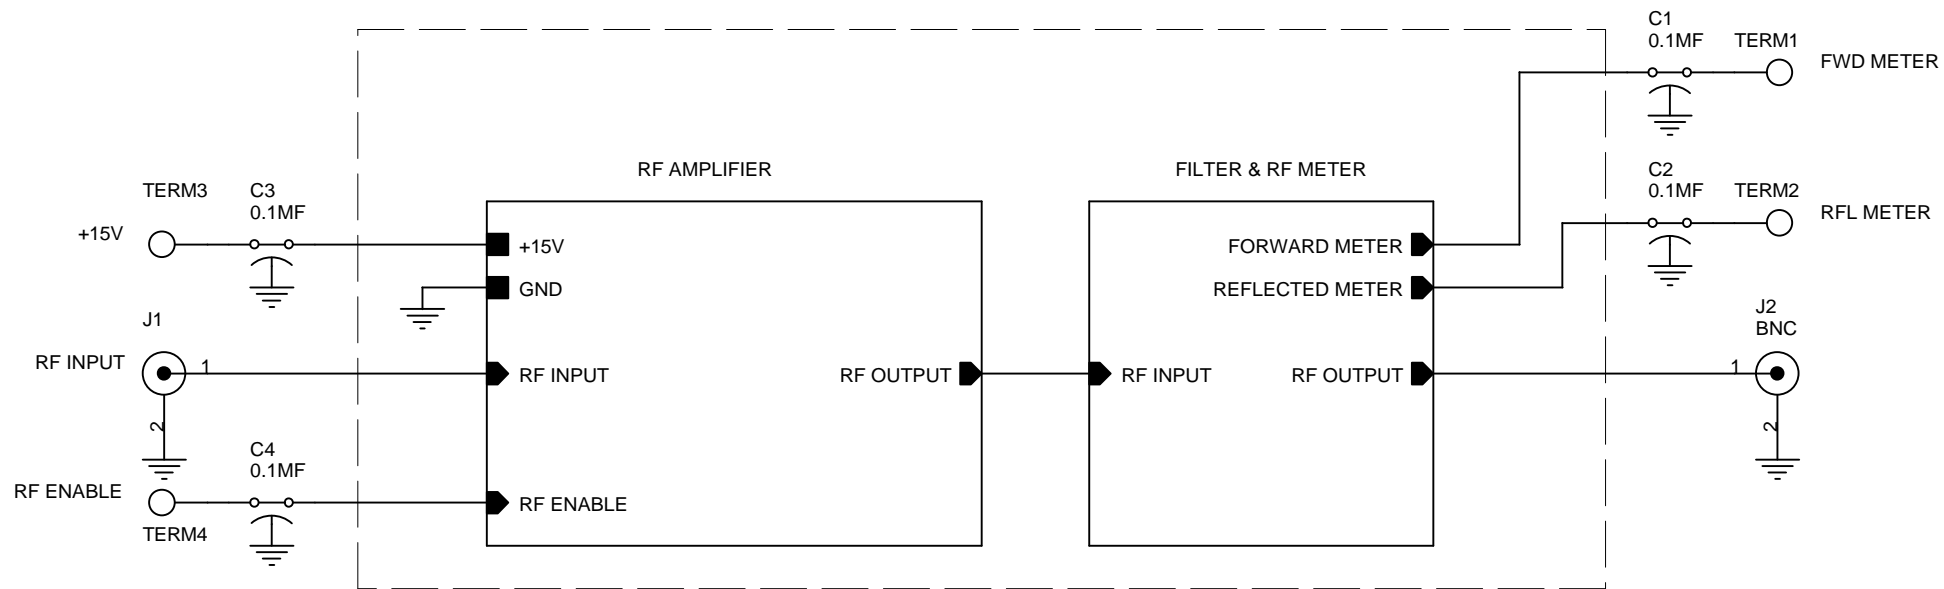 C1
0.1MF
TERM1
FWD METER
RF AMPLIFIER
FILTER & RF METER
TERM3
C3
0.1MF
C2
0.1MF
TERM2
RFL METER
+15V
+15V
FORWARD METER
GND
REFLECTED METER
J1
J2
BNC
RF INPUT
1
RF INPUT
RF OUTPUT
RF INPUT
RF OUTPUT
1
2
2
C4
0.1MF
RF ENABLE
RF ENABLE
TERM4